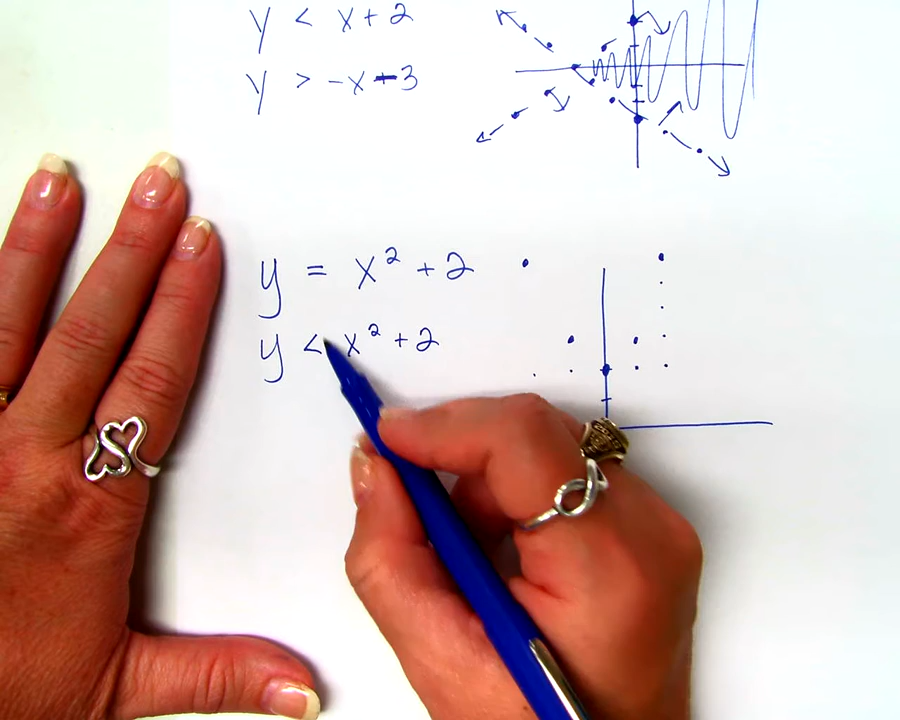 y < x + 2
y > -x - 3
y = x² + 2
y < x² + 2